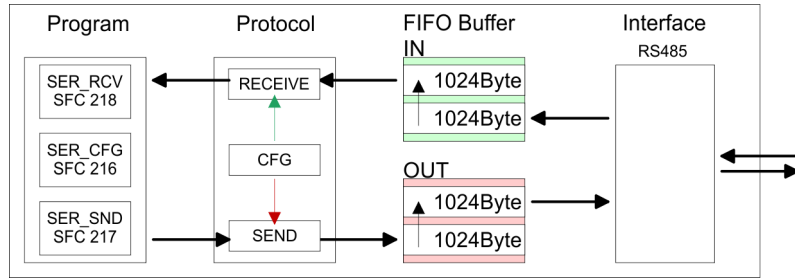 Program
Protocol
FIFO Buffer
Interface
IN
RS485
SER_RCV
SFC 218
RECEIVE
1024Byte
1024Byte
SER_CFG
SFC 216
CFG
OUT
SER_SND
SFC 217
SEND
1024Byte
1024Byte